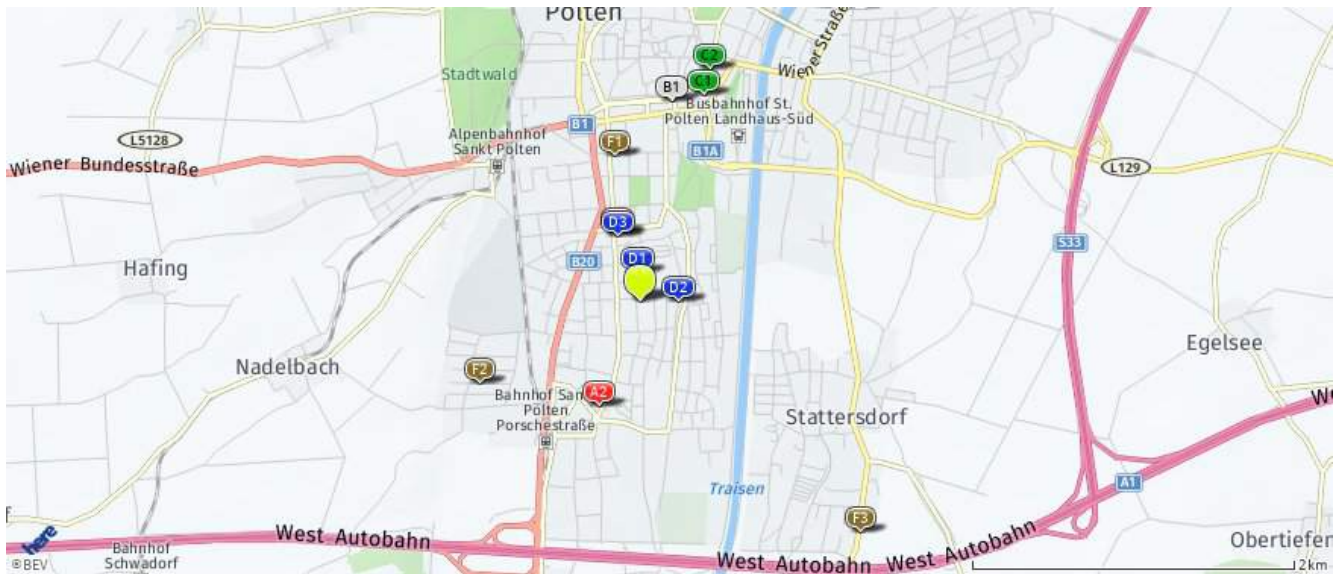 Pölten
Stadtwald
C2
Wiener Straße
C1
B1
Busbahnhof St.
Pölten Landhaus-Süd
B1
L5128
Alpenbahnhof
Sankt Pölten
F1
B1A
Wiener Bundesstraße
L129
D3
S33
B20
D1
Hafing
D2
Egelsee
Nadelbach
F2
A2
Bahnhof San
Pölten
Porschestraße
Stattersdorf
We
Traisen
A1
F3
f
West Autobahn
West Autobahn
West Autobahn
Obertiefen
here
Bahnhof
Schwadorf
©BEV
2km